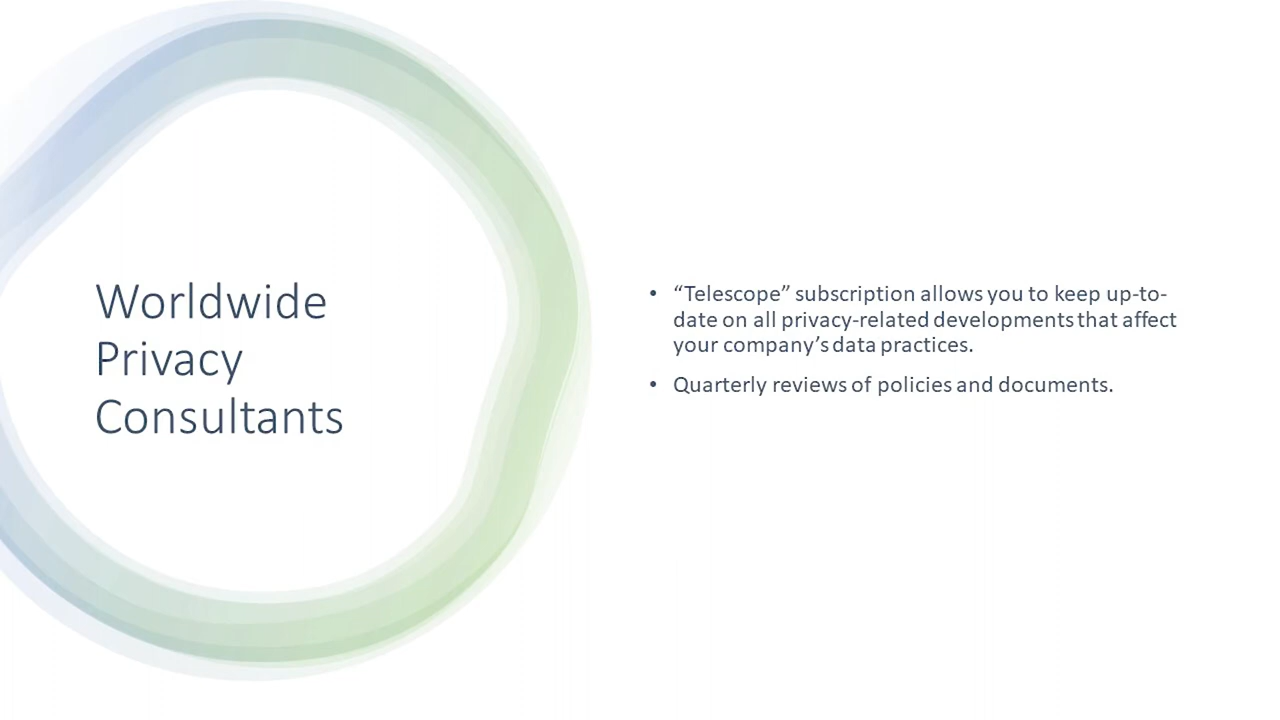 Worldwide
Privacy
Consultants
• “Telescope” subscription allows you to keep up-to-
date on all privacy-related developments that affect
your company’s data practices.
• Quarterly reviews of policies and documents.